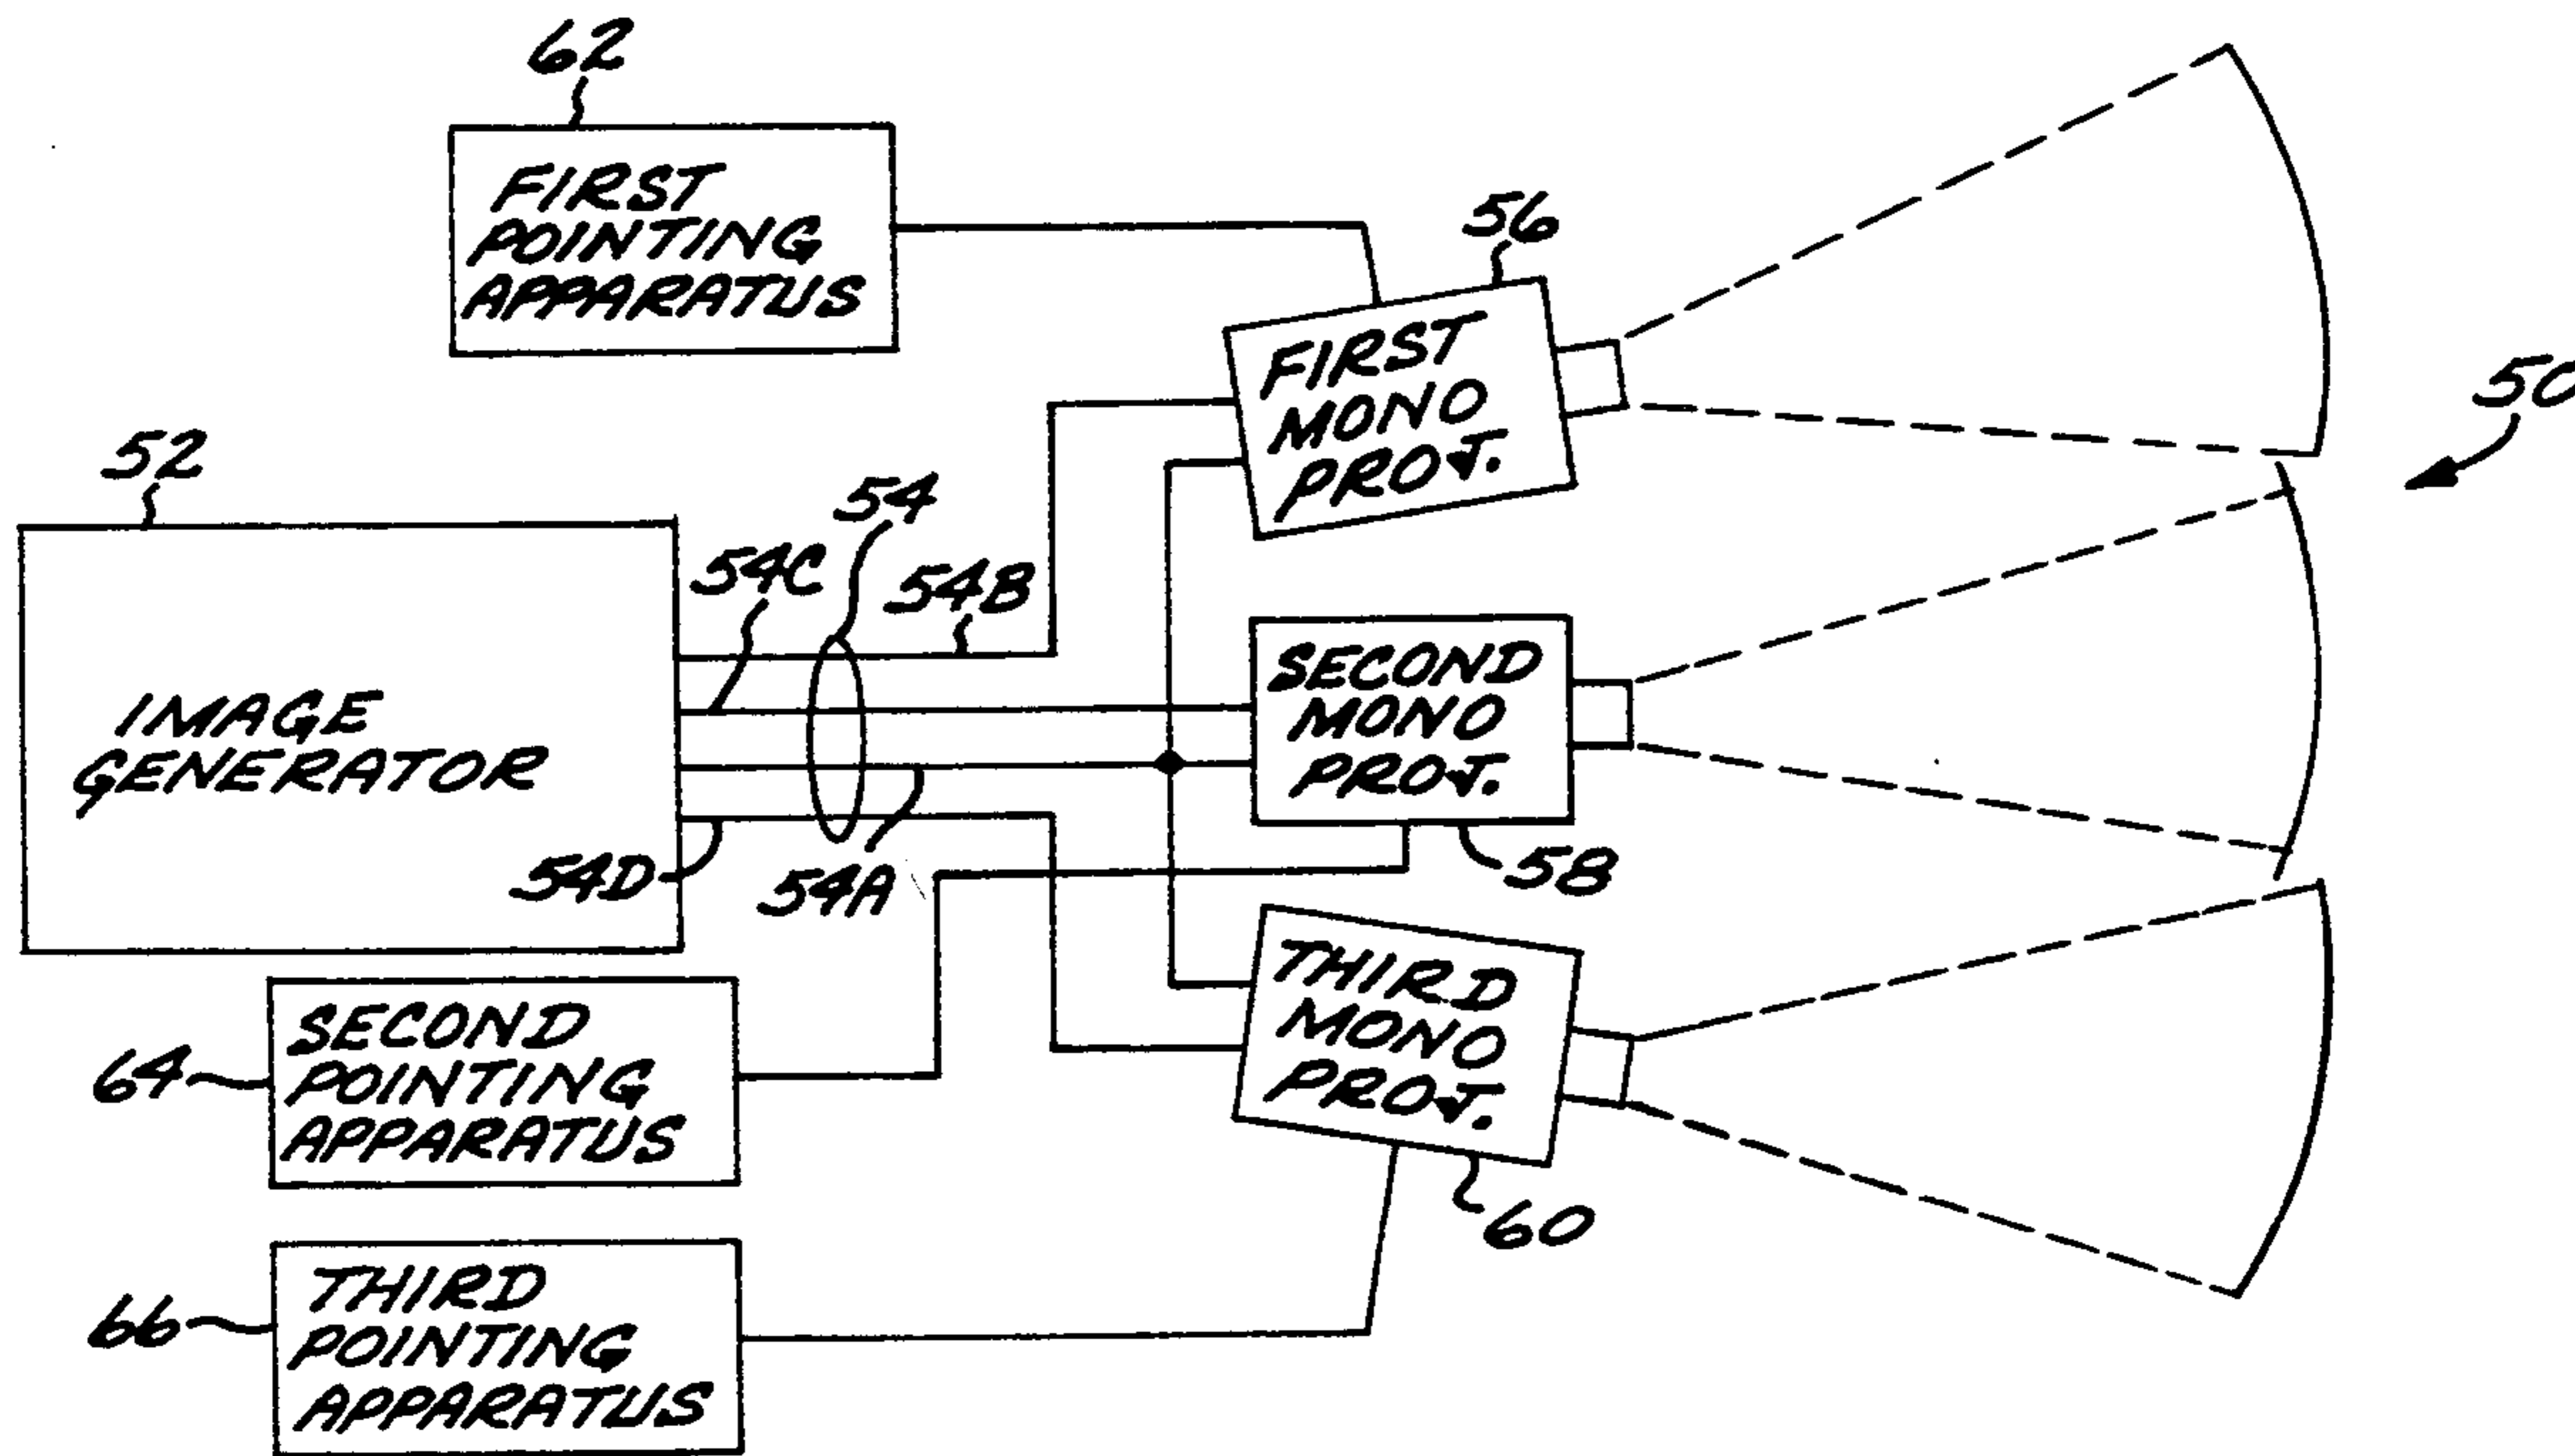 62
FIRST
POINTING
APPARATUS
56
FIRST
MONO
PROJ.
50
52
IMAGE
GENERATOR
54
54C
54B
54D
54A
SECOND
MONO
PROJ.
58
64
SECOND
POINTING
APPARATUS
THIRD
MONO
PROJ.
60
66
THIRD
POINTING
APPARATUS